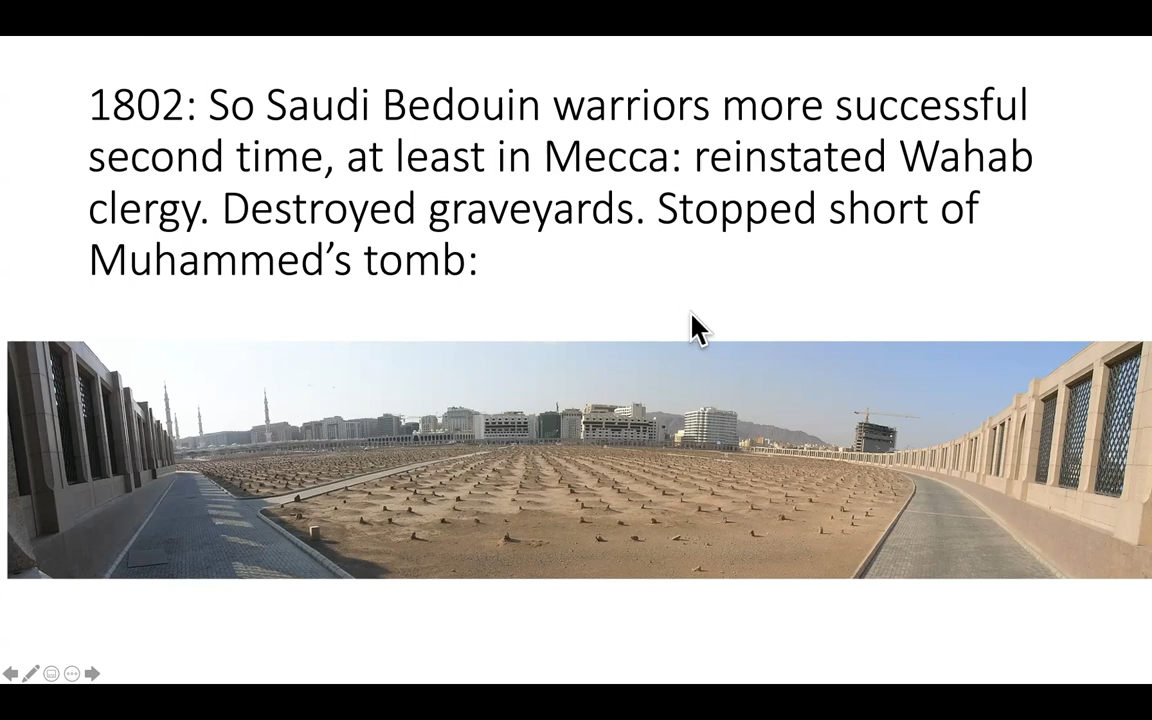 1802: So Saudi Bedouin warriors more successful
second time, at least in Mecca: reinstated Wahab
clergy. Destroyed graveyards. Stopped short of
Muhammed’s tomb: